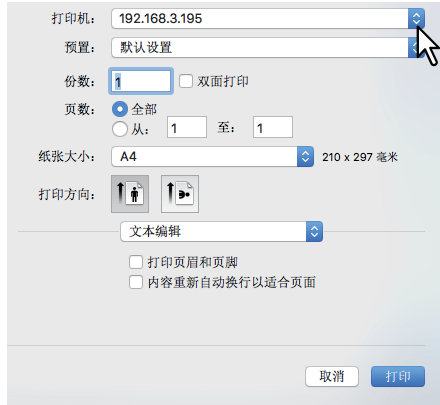 打印机： 192.168.3.195
预置： 默认设置
份数： 1 双面打印
页数： 全部
从： 1 至： 1
纸张大小： A4 210 x 297 毫米
打印方向：
文本编辑
打印页眉和页脚
内容重新自动换行以适合页面
取消 打印